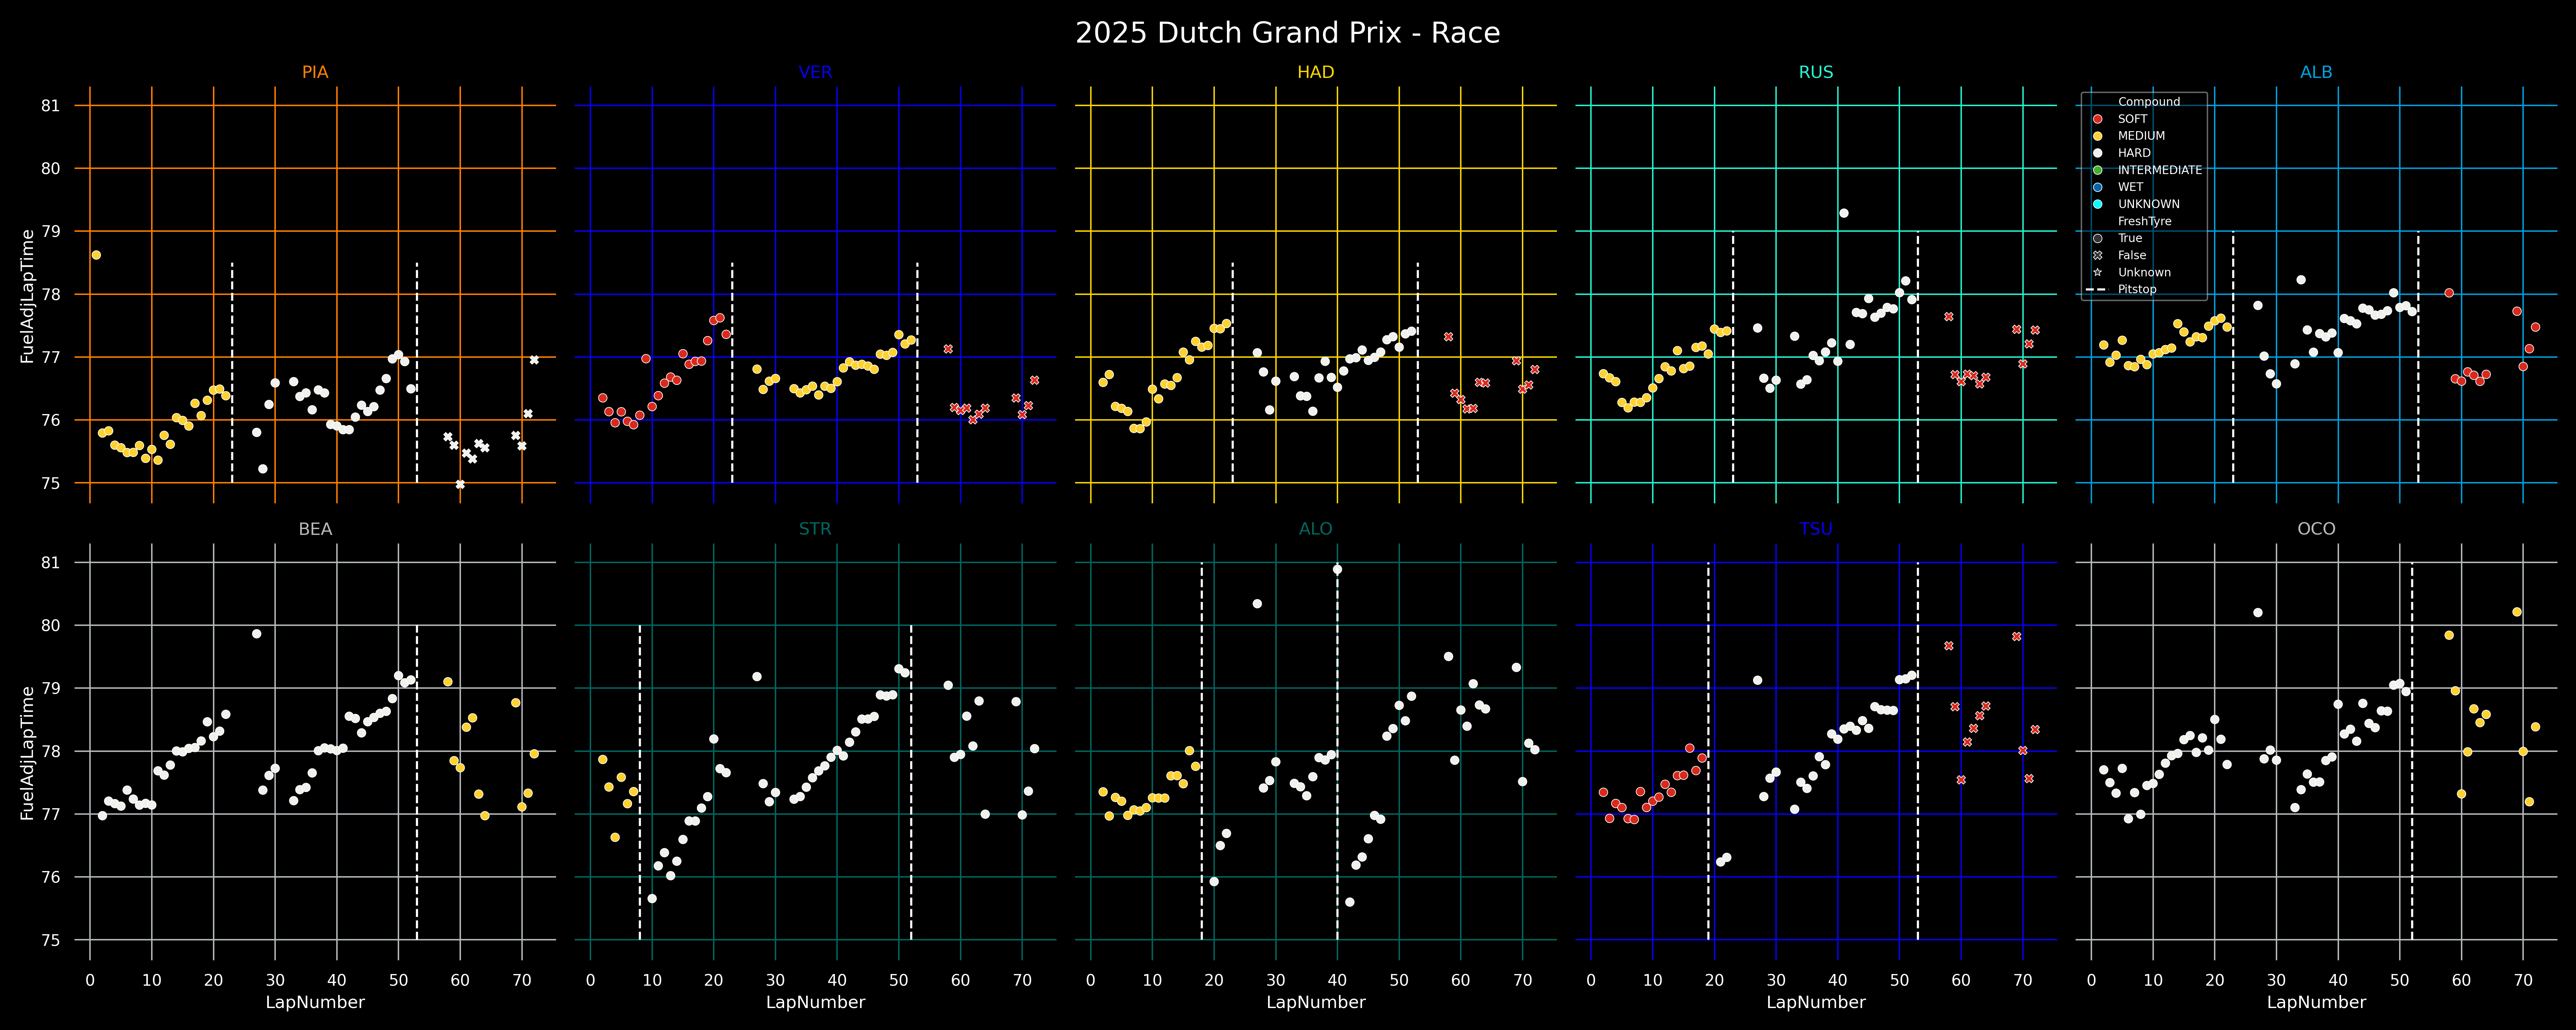 2025 Dutch Grand Prix - Race
PIA
VER
HAD
RUS
ALB
FuelAdjLapTime
81
80
79
78
77
76
75
Compound
SOFT
MEDIUM
HARD
INTERMEDIATE
WET
UNKNOWN
FreshTyre
True
False
Unknown
Pitstop
BEA
STR
ALO
TSU
OCO
FuelAdjLapTime
81
80
79
78
77
76
75
0 10 20 30 40 50 60 70
0 10 20 30 40 50 60 70
0 10 20 30 40 50 60 70
0 10 20 30 40 50 60 70
0 10 20 30 40 50 60 70
LapNumber
LapNumber
LapNumber
LapNumber
LapNumber